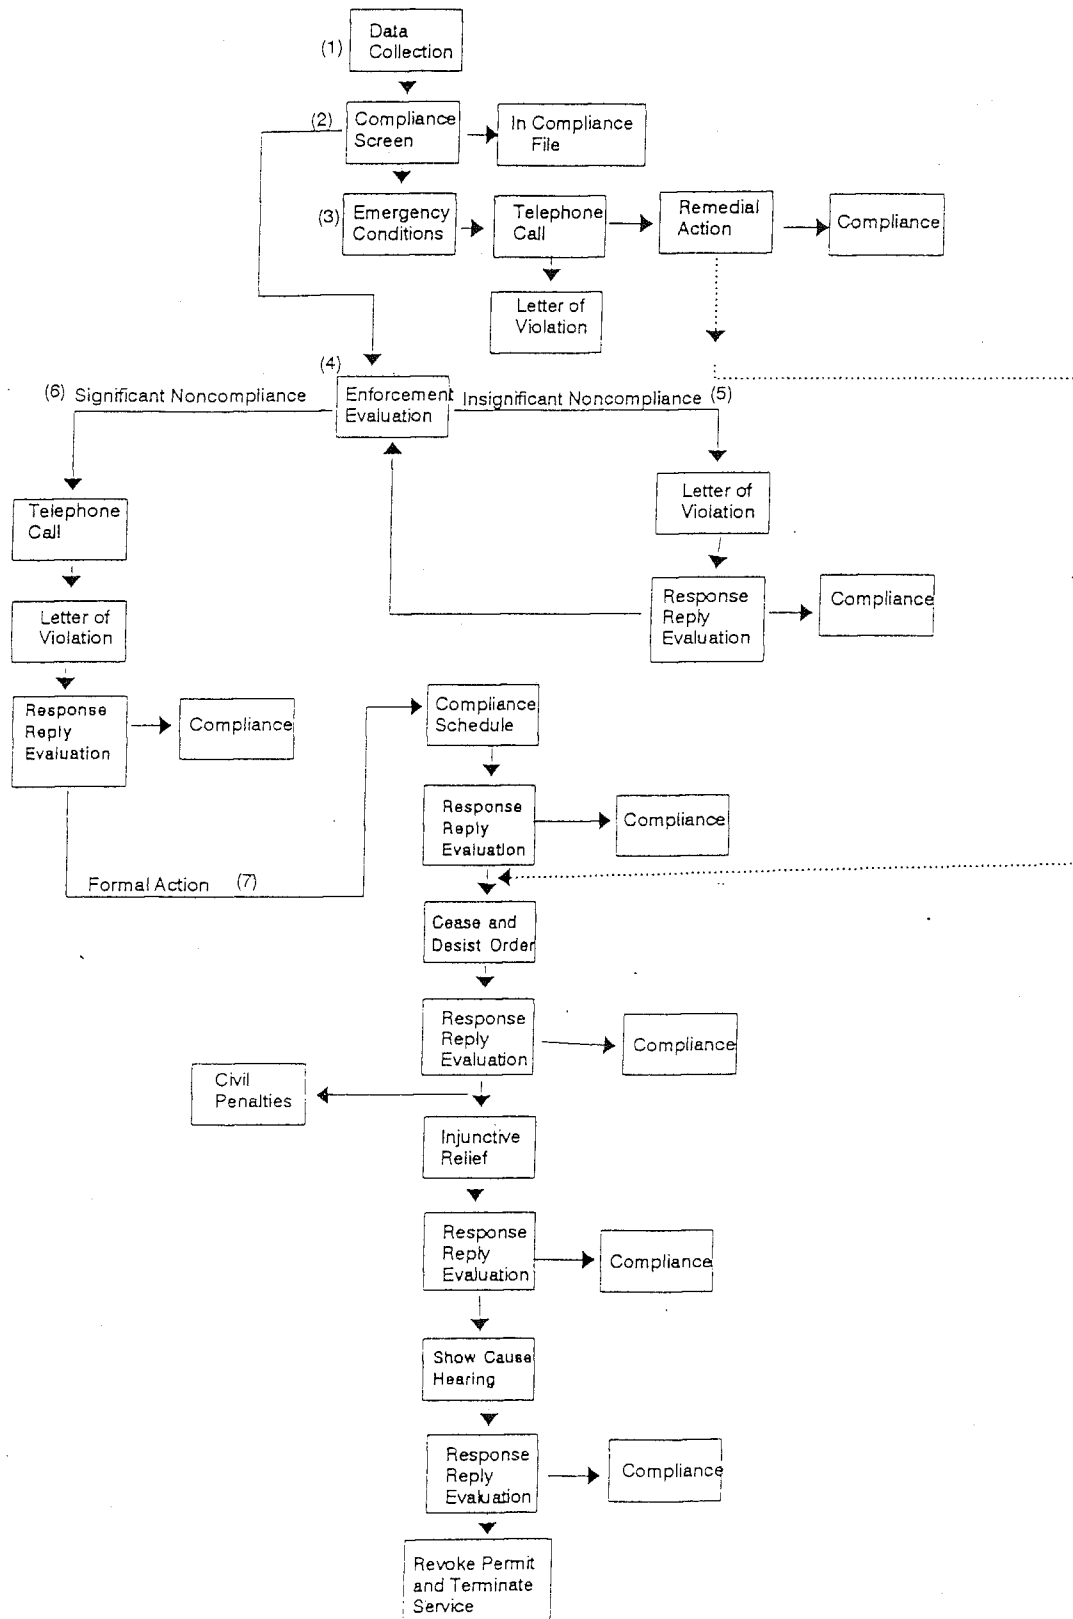 (1)
Data
Collection
(2)
Compliance
Screen
In Compliance
File
(3)
Emergency
Conditions
Telephone
Call
Remedial
Action
Compliance
Letter of
Violation
(4)
(6) Significant Noncompliance
Enforcement
Evaluation
Insignificant Noncompliance (5)
Telephone
Call
Letter of
Violation
Letter of
Violation
Response
Reply
Evaluation
Compliance
Response
Reply
Evaluation
Compliance
Formal Action (7)
Compliance
Schedule
Response
Reply
Evaluation
Compliance
Cease and
Desist Order
Response
Reply
Evaluation
Compliance
Civil
Penalties
Injunctive
Relief
Response
Reply
Evaluation
Compliance
Show Cause
Hearing
Response
Reply
Evaluation
Compliance
Revoke Permit
and Terminate
Service